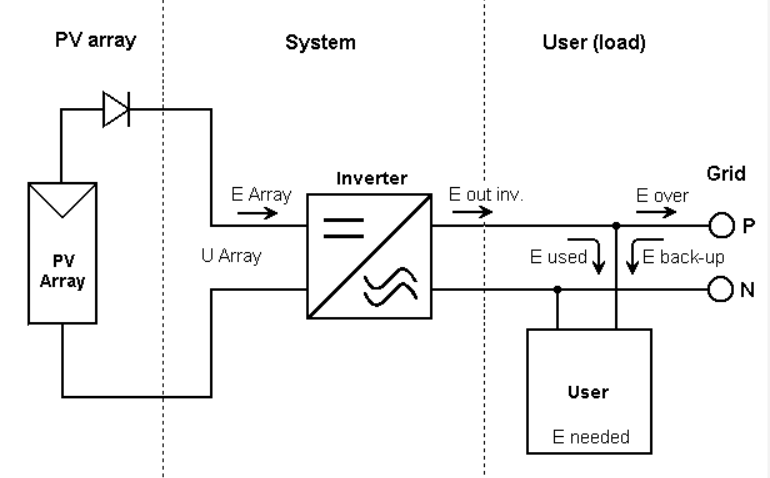 PV array
System
User (load)
Inverter
Grid
E Array
E out inv.
E over
P
U Array
E used
E back-up
PV
Array
N
User
E needed